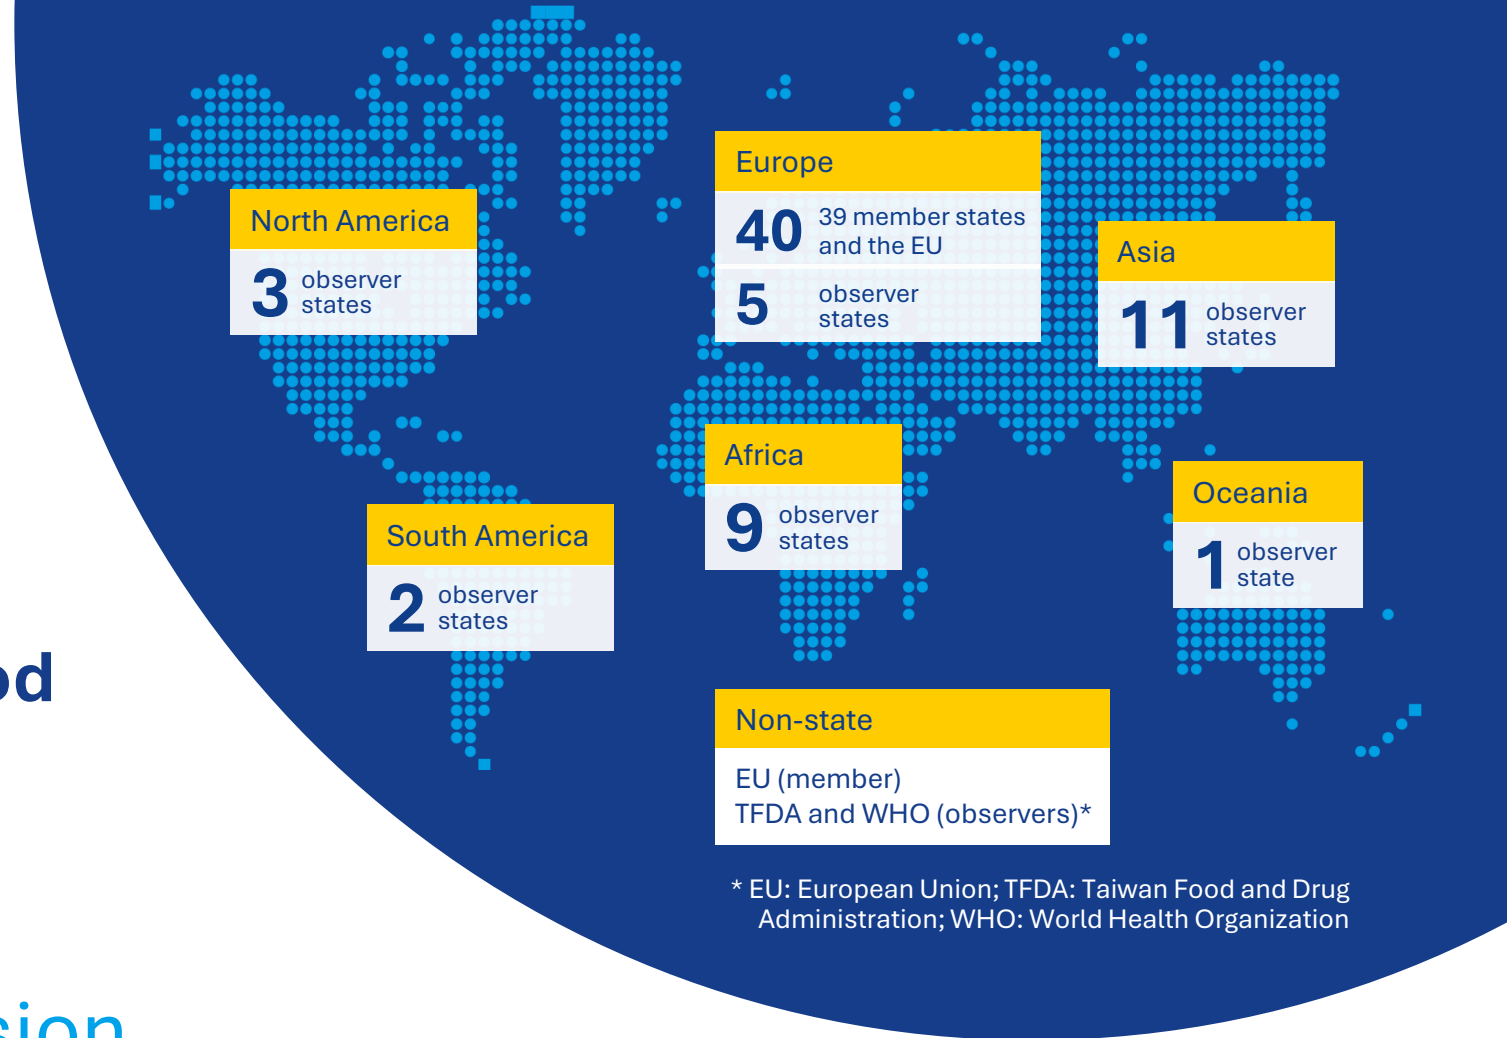 North America
3 observer
states
Europe
40 39 member states
and the EU
5 observer
states
Asia
11 observer
states
Africa
9 observer
states
South America
2 observer
states
Oceania
1 observer
state
Non-state
EU (member)
TFDA and WHO (observers)*
* EU: European Union; TFDA: Taiwan Food and Drug
Administration; WHO: World Health Organization